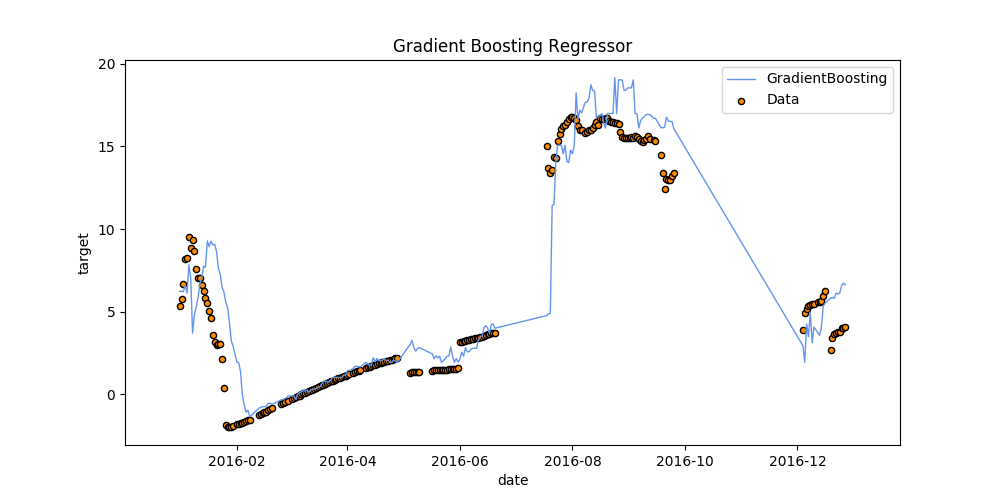 Gradient Boosting Regressor
GradientBoosting
Data
target
20
15
10
5
0
2016-02
2016-04
2016-06
2016-08
2016-10
2016-12
date